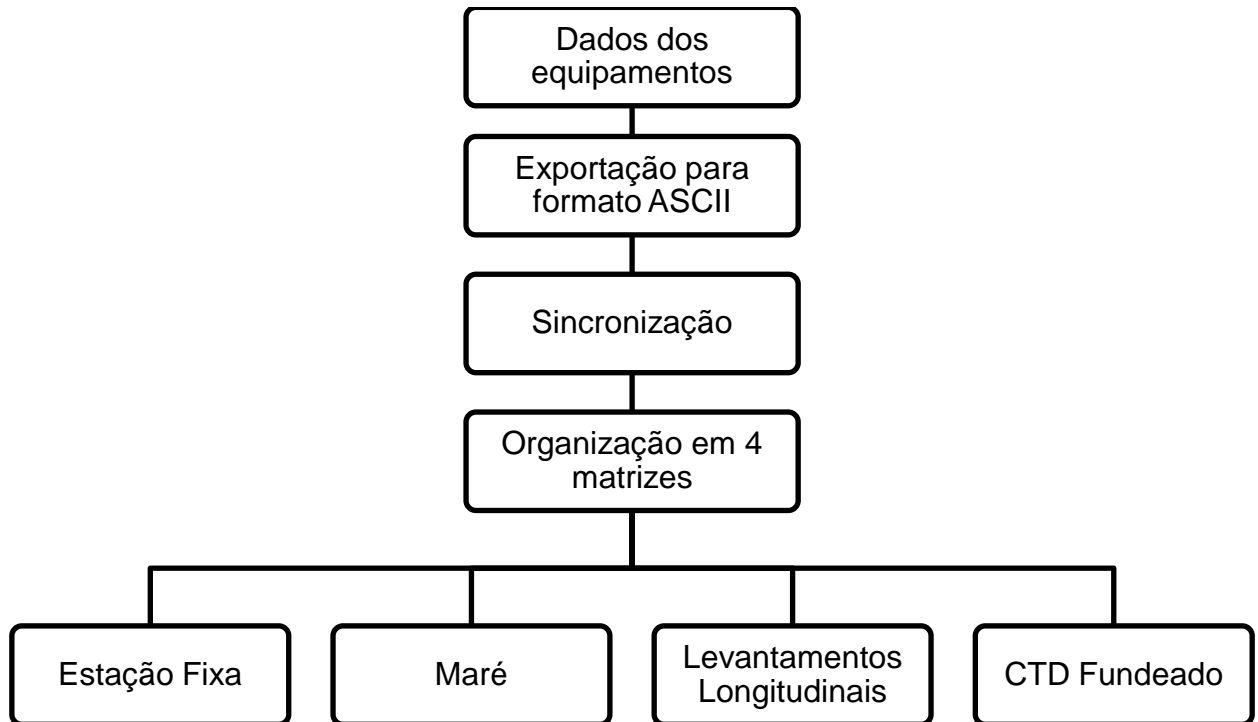 Dados dos
equipamentos
Exportação para
formato ASCII
Sincronização
Organização em 4
matrizes
Estação Fixa
Maré
Levantamentos
Longitudinais
CTD Fundeado